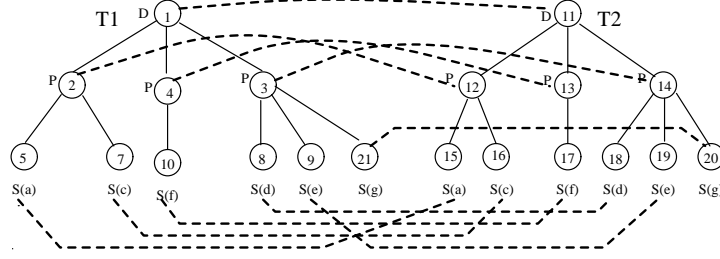 T1 D 1 D 11 T2
P 2 P 4 P 3 P 12 P 13 P 14
5 7 10 8 9 21 15 16 17 18 19 20
S(a) S(c) S(f) S(d) S(e) S(g) S(a) S(c) S(f) S(d) S(e) S(g)